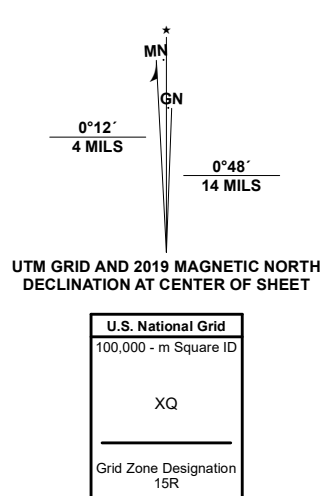 ★
MN
GN
0°12´
4 MILS
0°48´
14 MILS
UTM GRID AND 2019 MAGNETIC NORTH
DECLINATION AT CENTER OF SHEET
U.S. National Grid
100,000 - m Square ID
XQ
Grid Zone Designation
15R